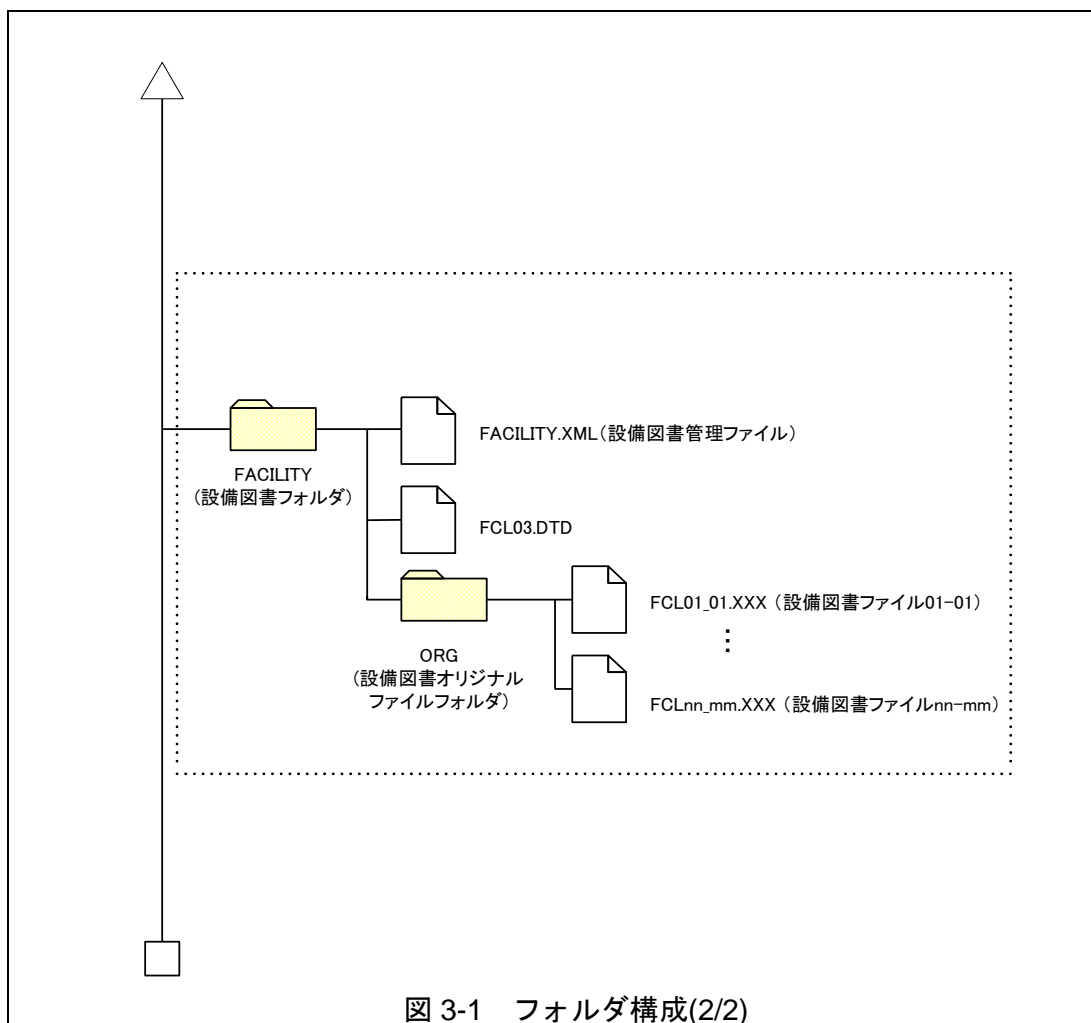 FACILITY.XML(設備図書管理ファイル)
FACILITY
(設備図書フォルダ)
FCL03.DTD
FCL01_01.XXX (設備図書ファイル01-01)
⋮
ORG
(設備図書オリジナル
ファイルフォルダ)
FCLnn_mm.XXX (設備図書ファイルnn-mm)
図 3-1 フォルダ構成(2/2)